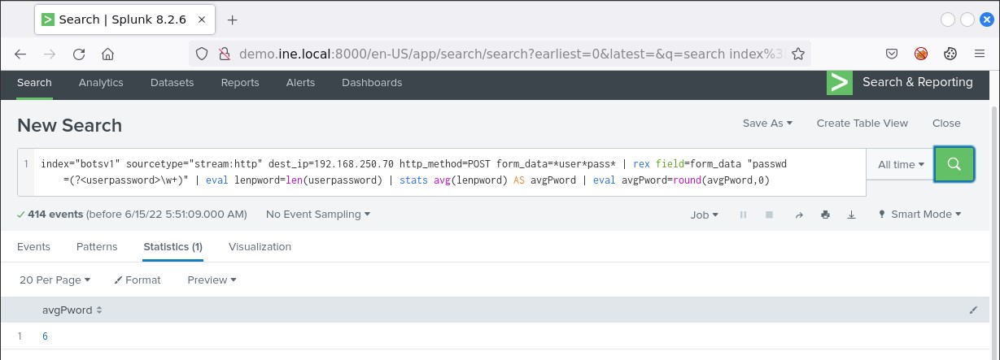 Search | Splunk 8.2.6
demo.ine.local:8000/en-US/app/search/search?earliest=0&latest=&q=search index%3
Search Analytics Datasets Reports Alerts Dashboards Search & Reporting
New Search Save As Create Table View Close
1 index="botsv1" sourcetype="stream:http" dest_ip=192.168.250.70 http_method=POST form_data=*user*pass* | rex field=form_data "passwd
=(?<userpassword>\w+)" | eval lenpword=len(userpassword) | stats avg(lenpword) AS avgPword | eval avgPword=round(avgPword,0)
All time
414 events (before 6/15/22 5:51:09.000 AM) No Event Sampling Job Smart Mode
Events Patterns Statistics (1) Visualization
20 Per Page Format Preview
avgPword
1 6